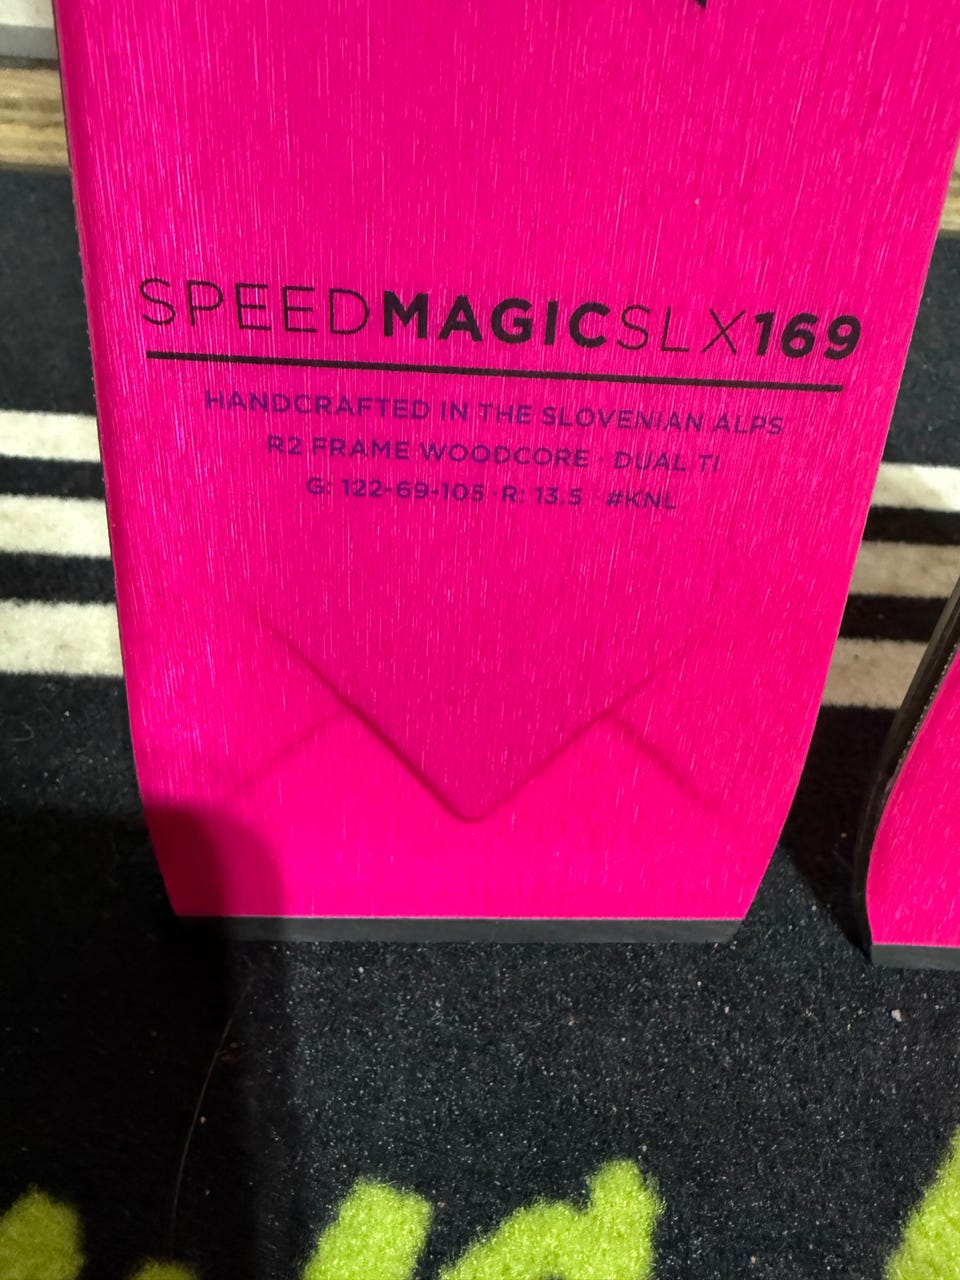 SPEEDMAGICSLX169
HANDCRAFTED IN THE SLOVENIAN ALPS
R2 FRAME WOODCORE · DUAL TI
G: 122-69-105 · R: 13.5 · #KNL